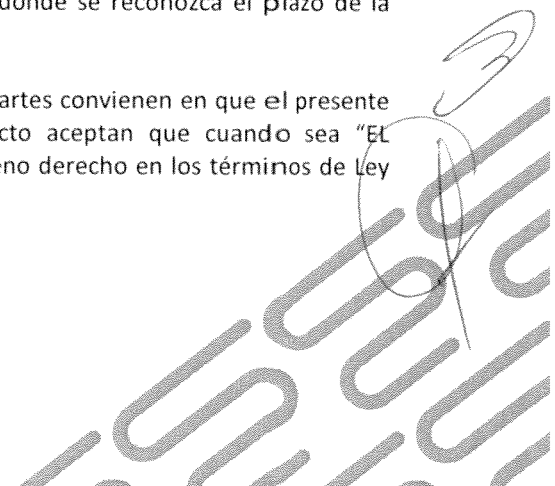 donde se reconozca el plazo de la
artes convienen en que el presente
cto aceptan que cuando sea "EL
eno derecho en los términos de Ley